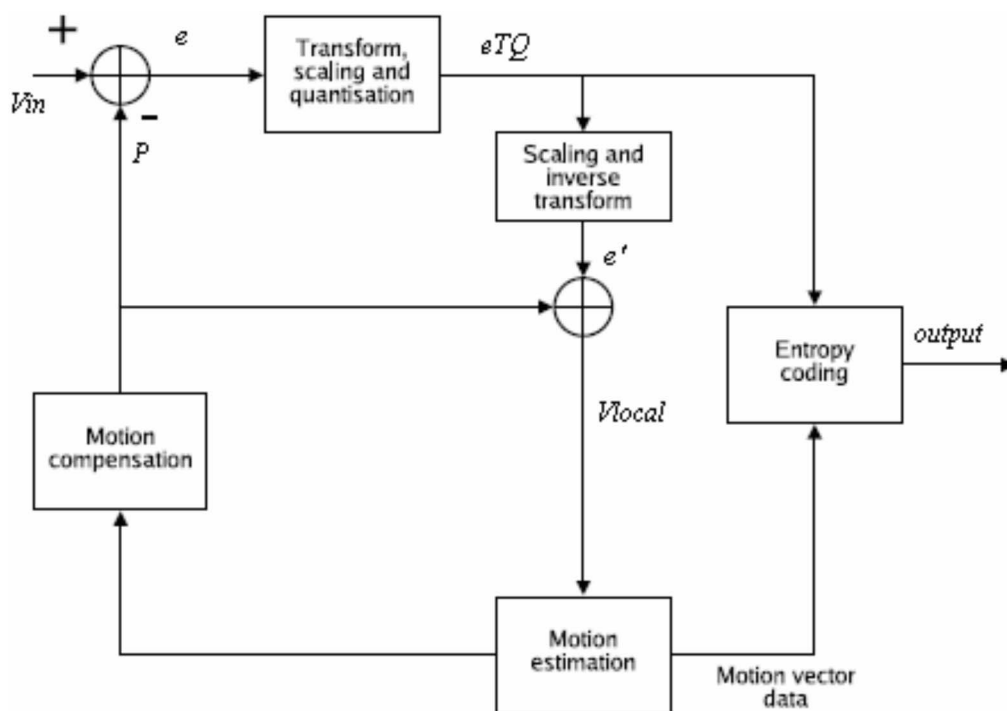 +
e
Transform,
scaling and
quantisation
eTQ
Vin
-
P
Scaling and
inverse
transform
e'
Entropy
coding
output
Vlocal
Motion
compensation
Motion
estimation
Motion vector
data